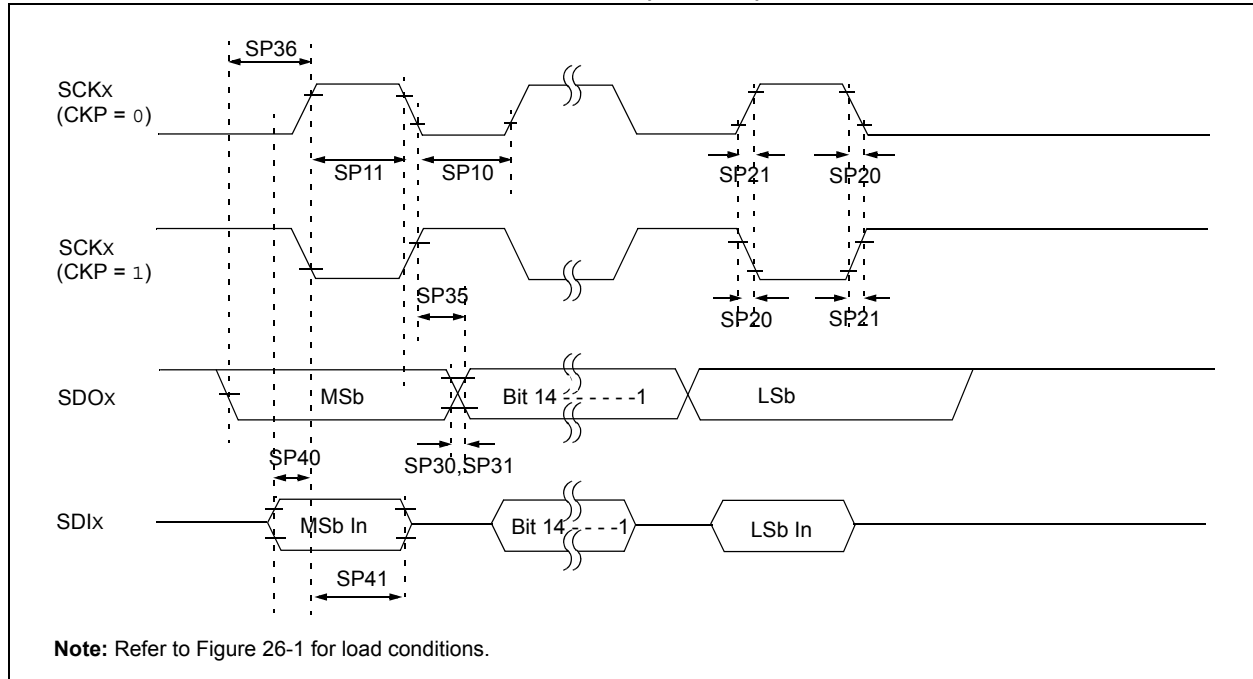 SP36
SCKx
(CKP = 0)
SP11
SP10
SP21
SP20
SCKx
(CKP = 1)
SP35
SP20
SP21
SDOx
MSb
Bit 14 - - - - - -1
LSb
SP40
SP30,SP31
SDIx
MSb In
Bit 14 - - - - -1
LSb In
SP41
Note: Refer to Figure 26-1 for load conditions.